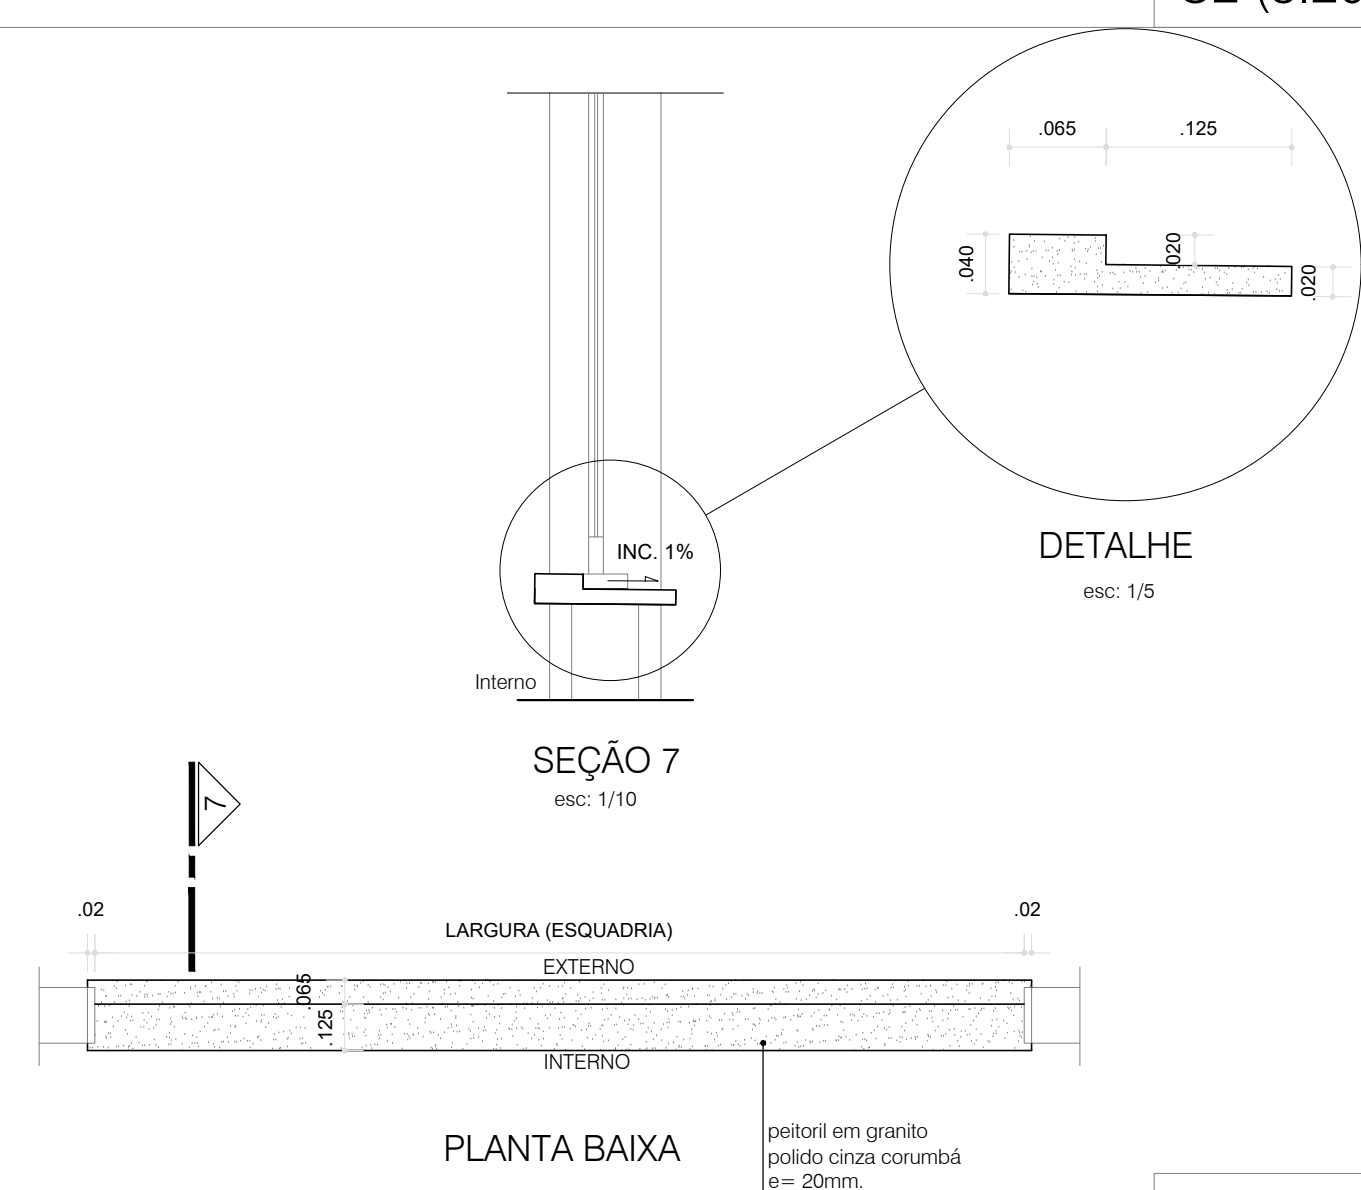 .065
.125
.040
.020
.020
DETALHE
esc: 1/5
INC. 1%
Interno
SEÇÃO 7
esc: 1/10
7
.02
LARGURA (ESQUADRIA)
.02
EXTERNO
.065
.125
INTERNO
PLANTA BAIXA
peitoril em granito
polido cinza corumbá
e= 20mm.